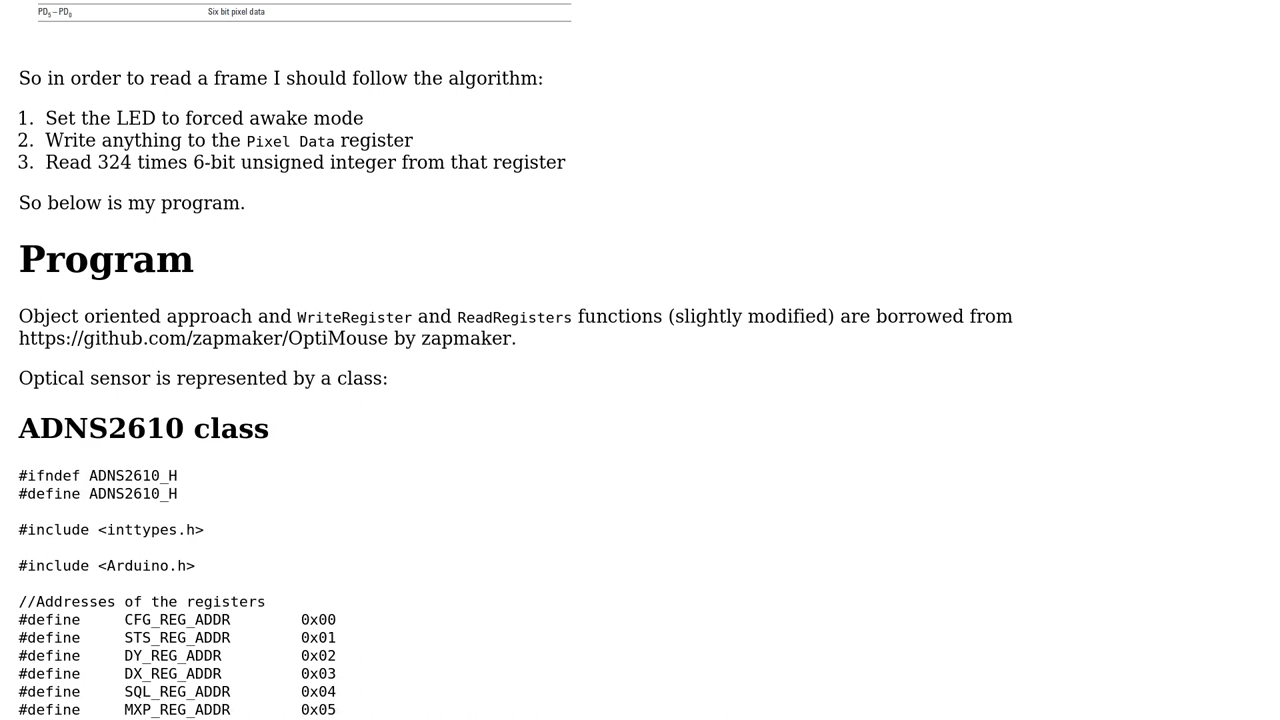 PD5 – PD0 Six bit pixel data
So in order to read a frame I should follow the algorithm:
1. Set the LED to forced awake mode
2. Write anything to the Pixel Data register
3. Read 324 times 6-bit unsigned integer from that register
So below is my program.
Program
Object oriented approach and WriteRegister and ReadRegisters functions (slightly modified) are borrowed from
https://github.com/zapmaker/OptiMouse by zapmaker.
Optical sensor is represented by a class:
ADNS2610 class
#ifndef ADNS2610_H
#define ADNS2610_H
#include <inttypes.h>
#include <Arduino.h>
//Addresses of the registers
#define     CFG_REG_ADDR        0x00
#define     STS_REG_ADDR        0x01
#define     DY_REG_ADDR         0x02
#define     DX_REG_ADDR         0x03
#define     SQL_REG_ADDR        0x04
#define     MXP_REG_ADDR        0x05